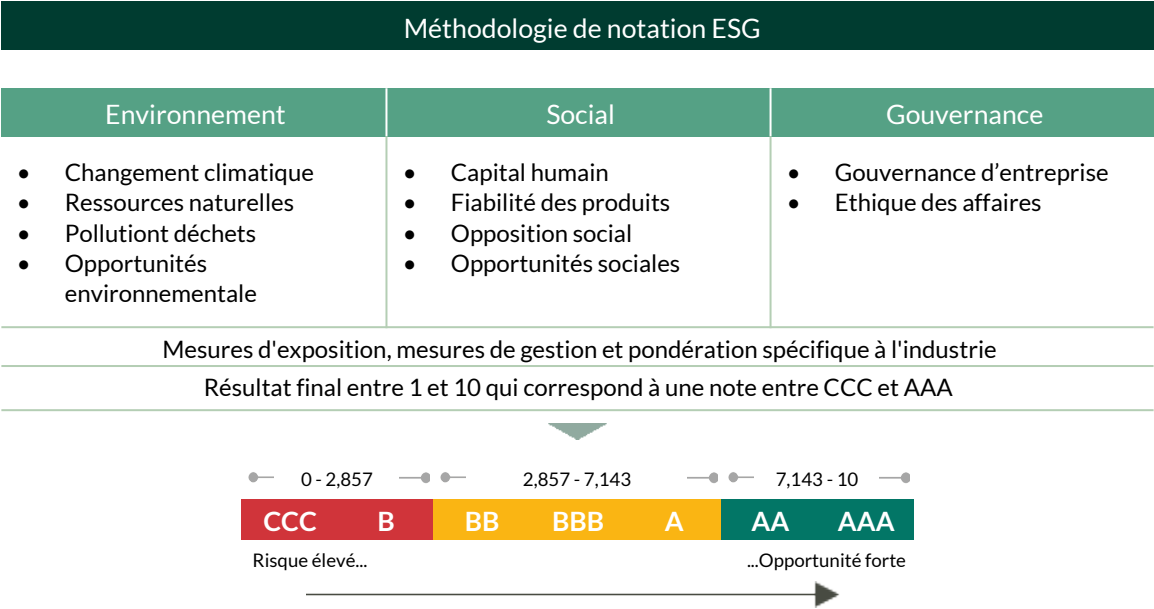 Méthodologie de notation ESG
Environnement
Social
Gouvernance
• Changement climatique
• Ressources naturelles
• Pollutiont déchets
• Opportunités
environnementale
• Capital humain
• Fiabilité des produits
• Opposition social
• Opportunités sociales
• Gouvernance d’entreprise
• Ethique des affaires
Mesures d'exposition, mesures de gestion et pondération spécifique à l'industrie
Résultat final entre 1 et 10 qui correspond à une note entre CCC et AAA
0 - 2,857
2,857 - 7,143
7,143 - 10
CCC B BB BBB A AA AAA
Risque élevé...
...Opportunité forte